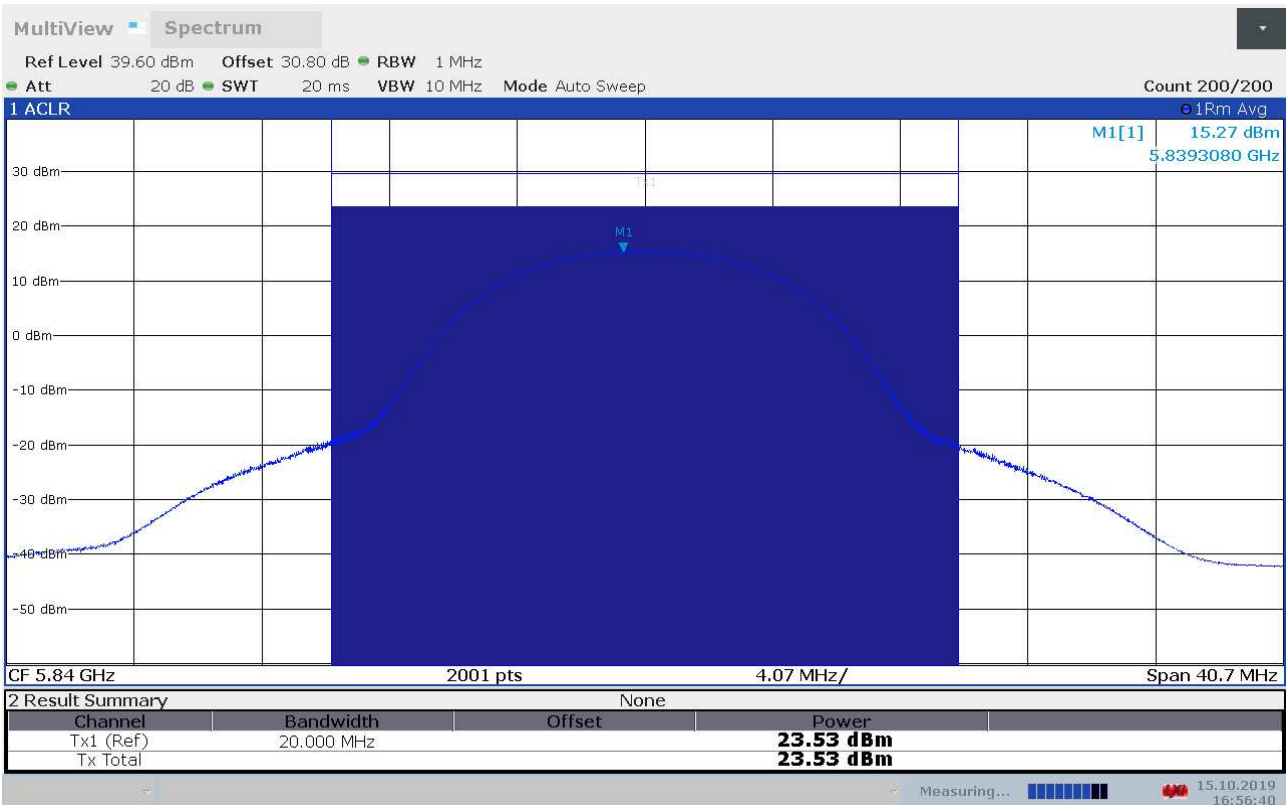 MultiView Spectrum
Ref Level 39.60 dBm Offset 30.80 dB RBW 1 MHz
Att 20 dB SWT 20 ms VBW 10 MHz Mode Auto Sweep Count 200/200
1 ACLR 1Rm Avg
M1[1] 15.27 dBm
5.8393080 GHz
30 dBm
Tx1
20 dBm
M1
10 dBm
0 dBm
-10 dBm
-20 dBm
-30 dBm
-40 dBm
-50 dBm
CF 5.84 GHz 2001 pts 4.07 MHz/ Span 40.7 MHz
2 Result Summary None
Channel Bandwidth Offset Power
Tx1 (Ref) 20.000 MHz 23.53 dBm
Tx Total 23.53 dBm
Measuring... 15.10.2019
16:56:40